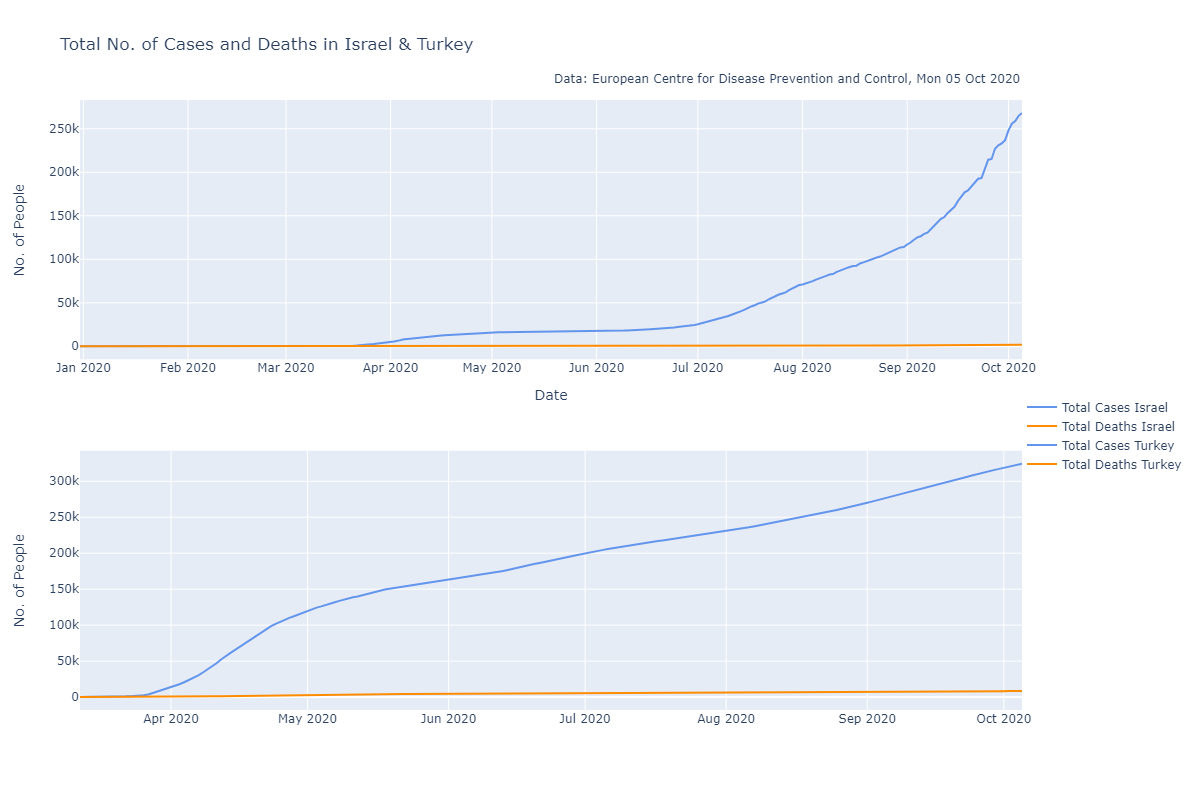 Total No. of Cases and Deaths in Israel & Turkey
Data: European Centre for Disease Prevention and Control, Mon 05 Oct 2020
No. of People
250k
200k
150k
100k
50k
0
Jan 2020 Feb 2020 Mar 2020 Apr 2020 May 2020 Jun 2020 Jul 2020 Aug 2020 Sep 2020 Oct 2020
Date
Total Cases Israel
Total Deaths Israel
Total Cases Turkey
Total Deaths Turkey
No. of People
300k
250k
200k
150k
100k
50k
0
Apr 2020 May 2020 Jun 2020 Jul 2020 Aug 2020 Sep 2020 Oct 2020